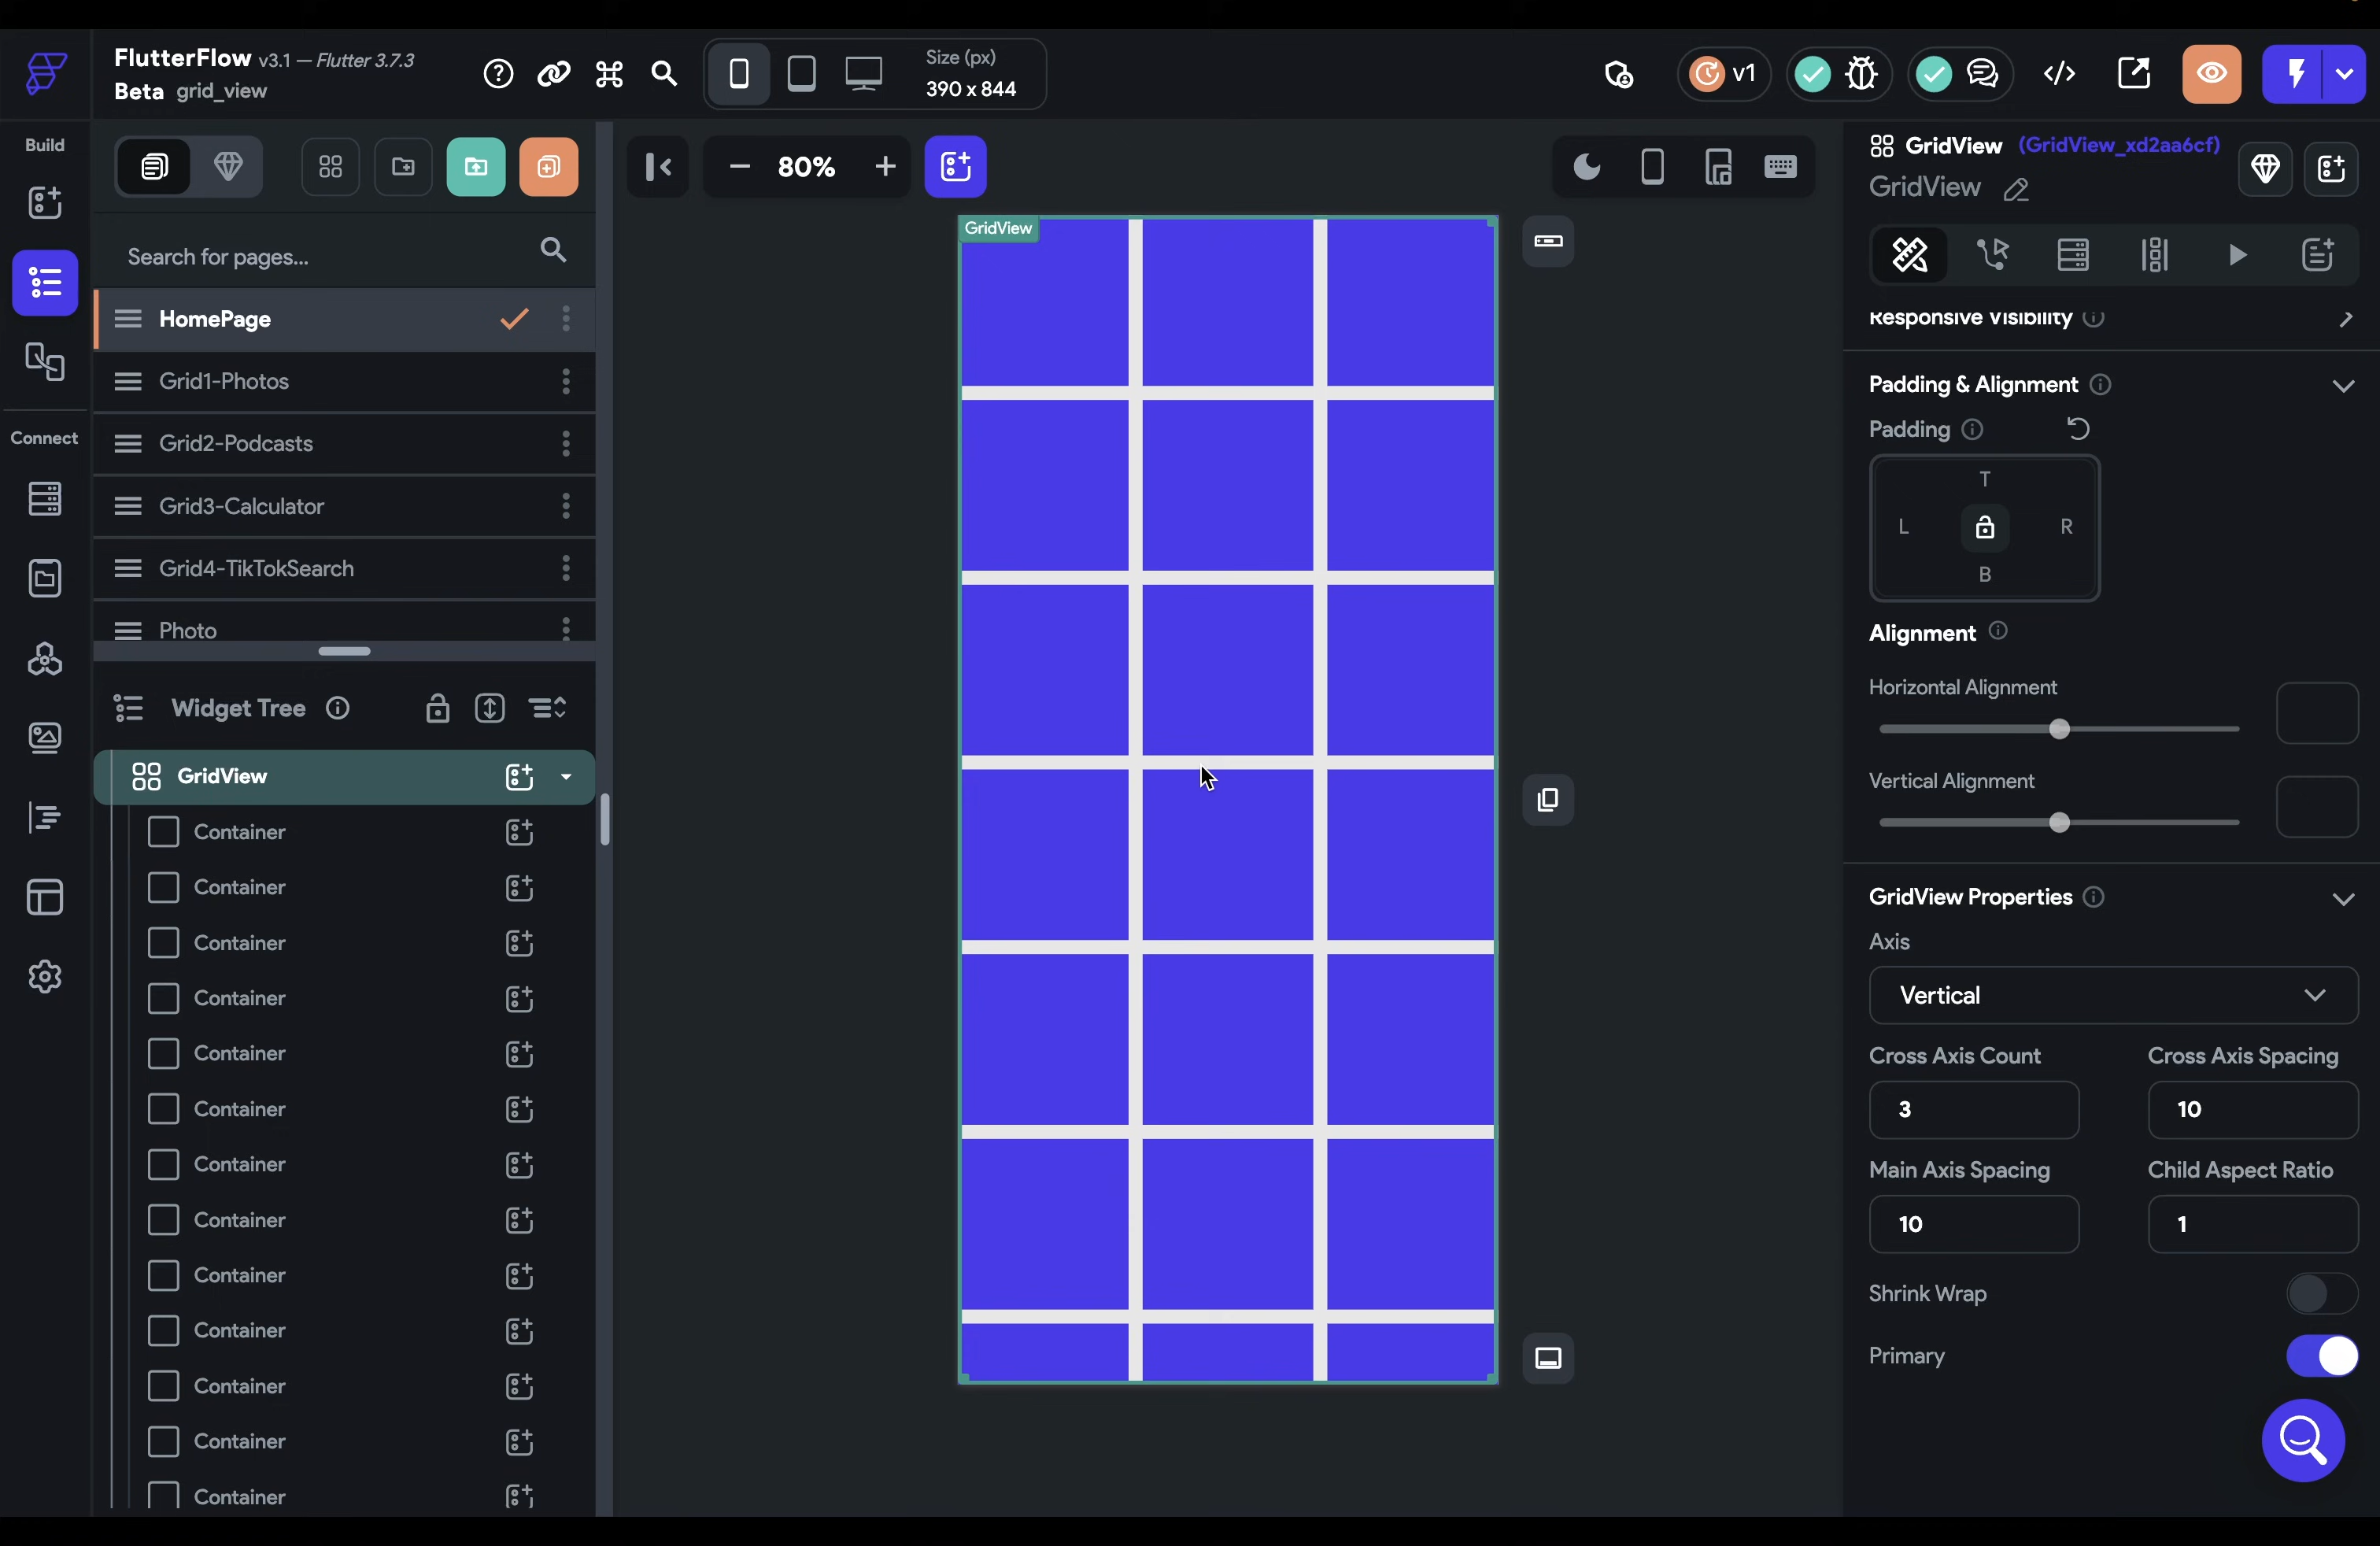 FlutterFlow v3.1 – Flutter 3.7.3
Beta grid_view
Size (px)
390 x 844
v1
Build
Connect
Search for pages...
HomePage
Grid1-Photos
Grid2-Podcasts
Grid3-Calculator
Grid4-TikTokSearch
Photo
Widget Tree
GridView
Container
Container
Container
Container
Container
Container
Container
Container
Container
Container
Container
Container
Container
80%
GridView
GridView (GridView_xd2aa6cf)
GridView
Responsive Visibility
Padding & Alignment
Padding
T
L
R
B
Alignment
Horizontal Alignment
Vertical Alignment
GridView Properties
Axis
Vertical
Cross Axis Count
Cross Axis Spacing
3
10
Main Axis Spacing
Child Aspect Ratio
10
1
Shrink Wrap
Primary